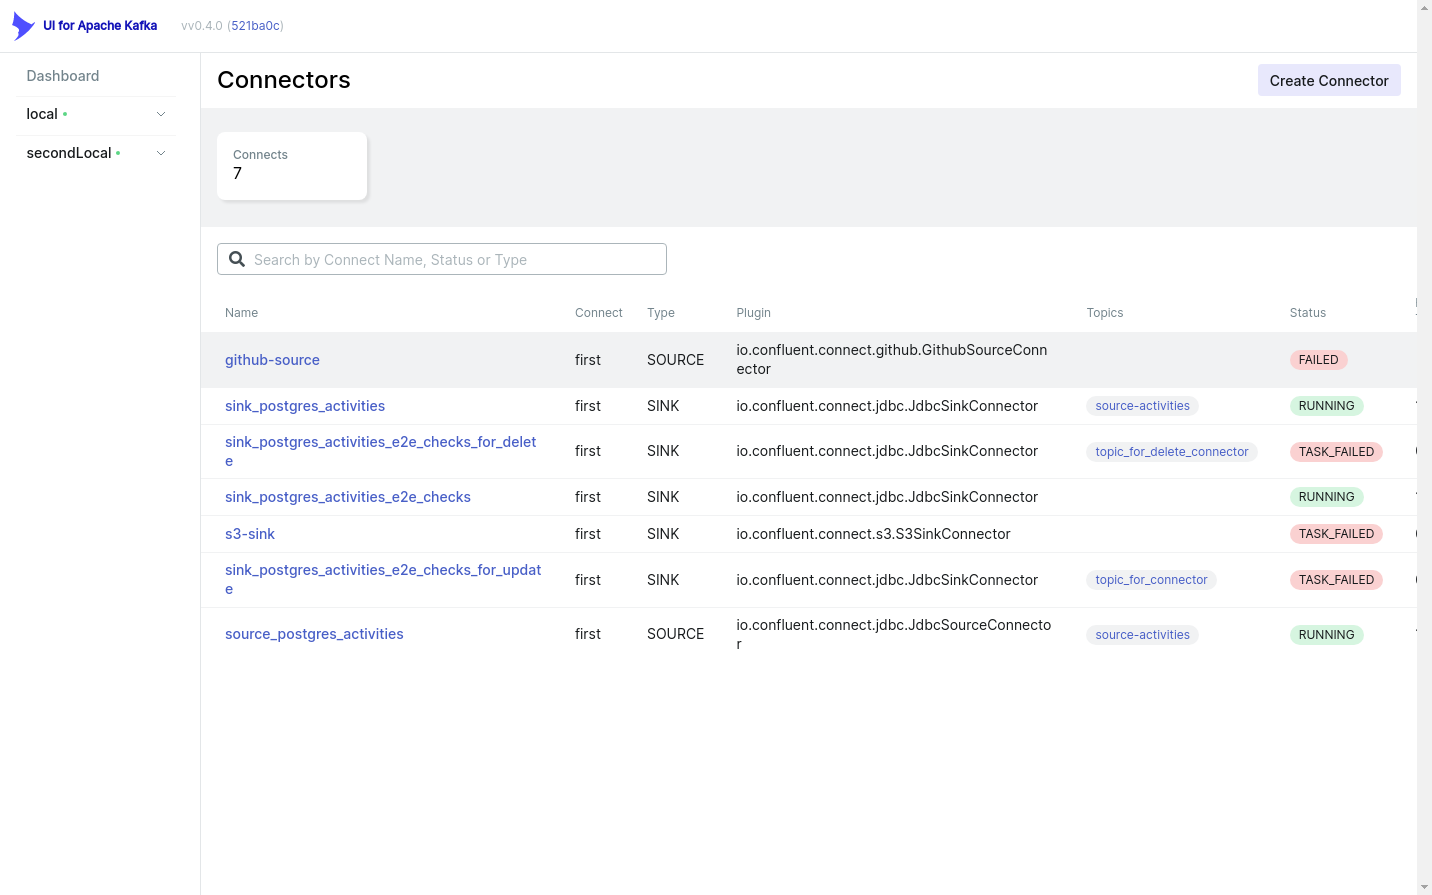 UI for Apache Kafka vv0.4.0 (521ba0c)
Dashboard
local
secondLocal
Connectors
Create Connector
Connects
7
Search by Connect Name, Status or Type
Name Connect Type Plugin Topics Status
github-source first SOURCE io.confluent.connect.github.GithubSourceConn
ector FAILED
sink_postgres_activities first SINK io.confluent.connect.jdbc.JdbcSinkConnector source-activities RUNNING
sink_postgres_activities_e2e_checks_for_delet
e first SINK io.confluent.connect.jdbc.JdbcSinkConnector topic_for_delete_connector TASK_FAILED
sink_postgres_activities_e2e_checks first SINK io.confluent.connect.jdbc.JdbcSinkConnector RUNNING
s3-sink first SINK io.confluent.connect.s3.S3SinkConnector TASK_FAILED
sink_postgres_activities_e2e_checks_for_updat
e first SINK io.confluent.connect.jdbc.JdbcSinkConnector topic_for_connector TASK_FAILED
source_postgres_activities first SOURCE io.confluent.connect.jdbc.JdbcSourceConnecto
r source-activities RUNNING